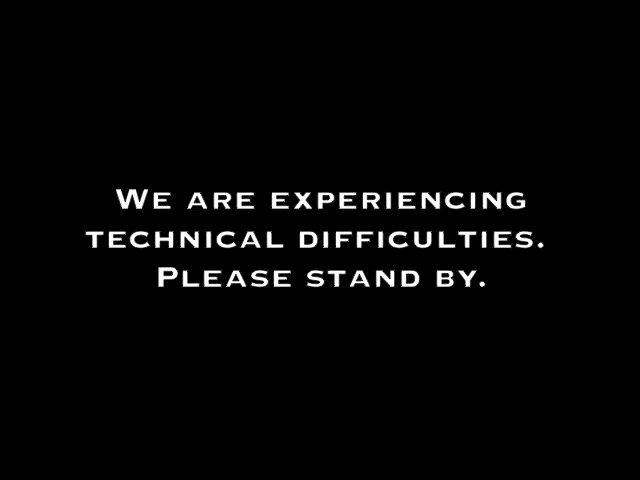 We are experiencing
technical difficulties.
Please stand by.